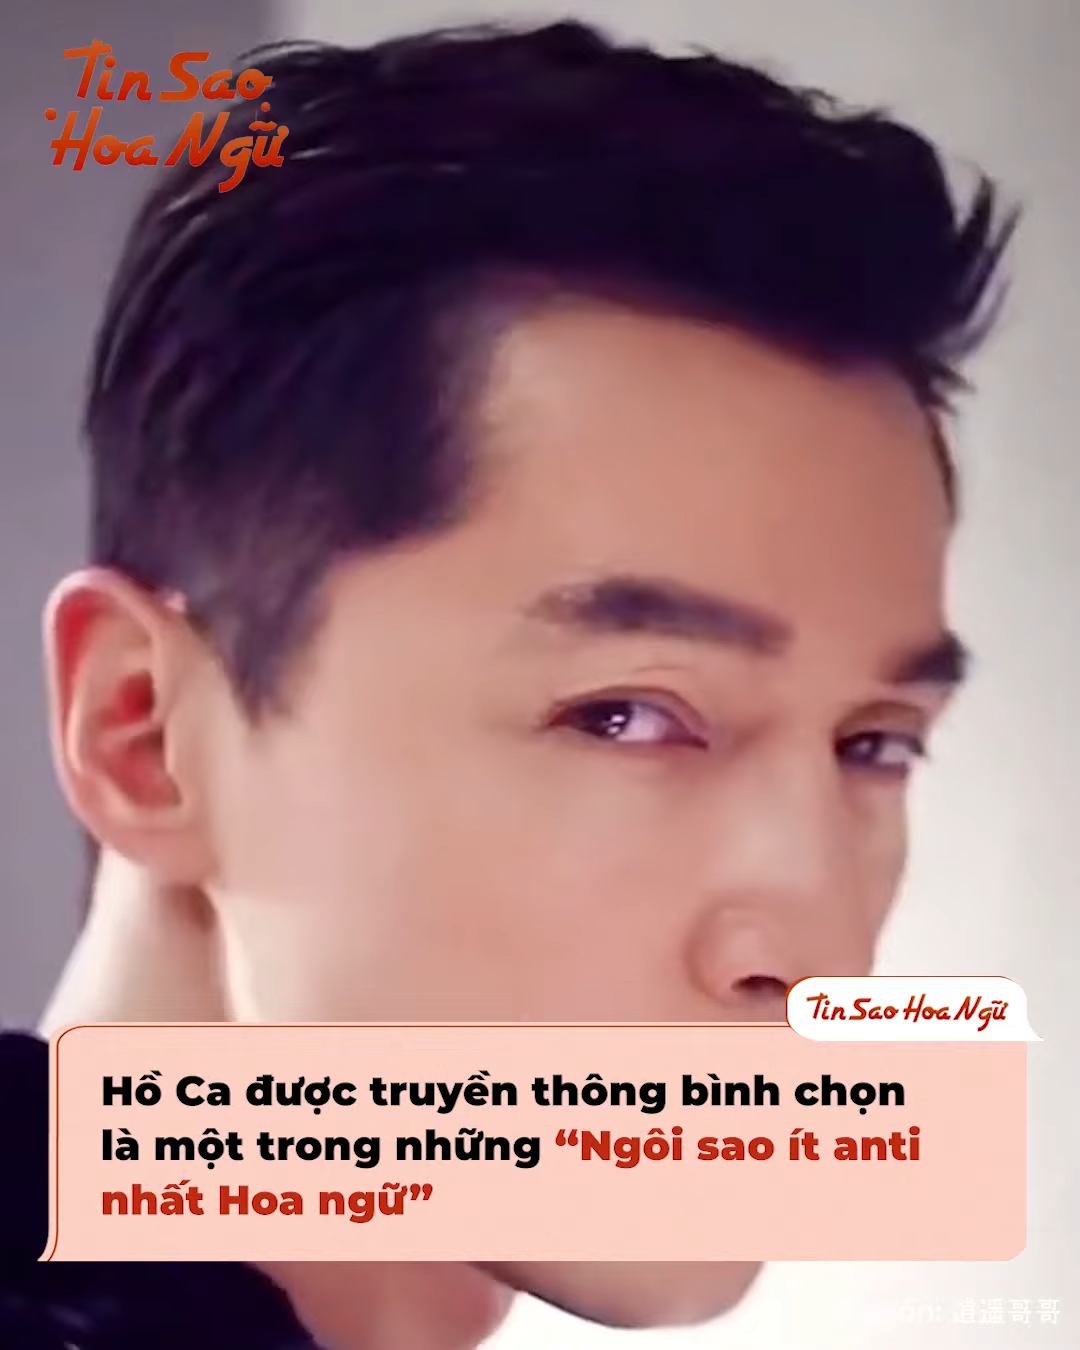 Tin Sao
Hoa Ngữ
Tin Sao Hoa Ngữ
Hồ Ca được truyền thông bình chọn
là một trong những “Ngôi sao ít anti
nhất Hoa ngữ”
逍遥哥哥